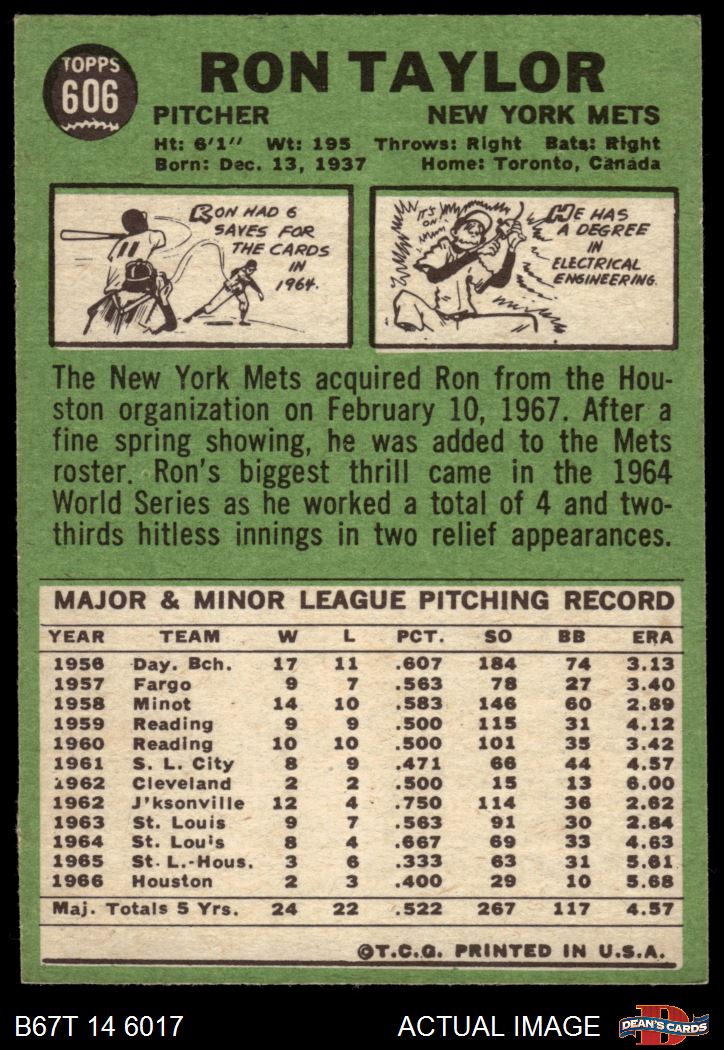 TOPPS
606
RON TAYLOR
PITCHER NEW YORK METS
Ht: 6'1" Wt: 195 Throws: Right Bats: Right
Born: Dec. 13, 1937 Home: Toronto, Canada
RON HAD 6
SAVES FOR
THE CARDS
IN
1964.
11
IT'S
ON!
HE HAS
A DEGREE
IN
ELECTRICAL
ENGINEERING.
The New York Mets acquired Ron from the Hou-
ston organization on February 10, 1967. After a
fine spring showing, he was added to the Mets
roster. Ron's biggest thrill came in the 1964
World Series as he worked a total of 4 and two-
thirds hitless innings in two relief appearances.
MAJOR & MINOR LEAGUE PITCHING RECORD
YEAR TEAM W L PCT. SO BB ERA
1956 Day. Bch. 17 11 .607 184 74 3.13
1957 Fargo 9 7 .563 78 27 3.40
1958 Minot 14 10 .583 146 60 2.89
1959 Reading 9 9 .500 115 31 4.12
1960 Reading 10 10 .500 101 35 3.42
1961 S. L. City 8 9 .471 66 44 4.57
1962 Cleveland 2 2 .500 15 13 6.00
1962 J'ksonville 12 4 .750 114 36 2.62
1963 St. Louis 9 7 .563 91 30 2.84
1964 St. Louis 8 4 .667 69 33 4.63
1965 St. L.-Hous. 3 6 .333 63 31 5.61
1966 Houston 2 3 .400 29 10 5.68
Maj. Totals 5 Yrs. 24 22 .522 267 117 4.57
©T.C.G. PRINTED IN U.S.A.
B67T 14 6017 ACTUAL IMAGE
D
DEAN'S CARDS